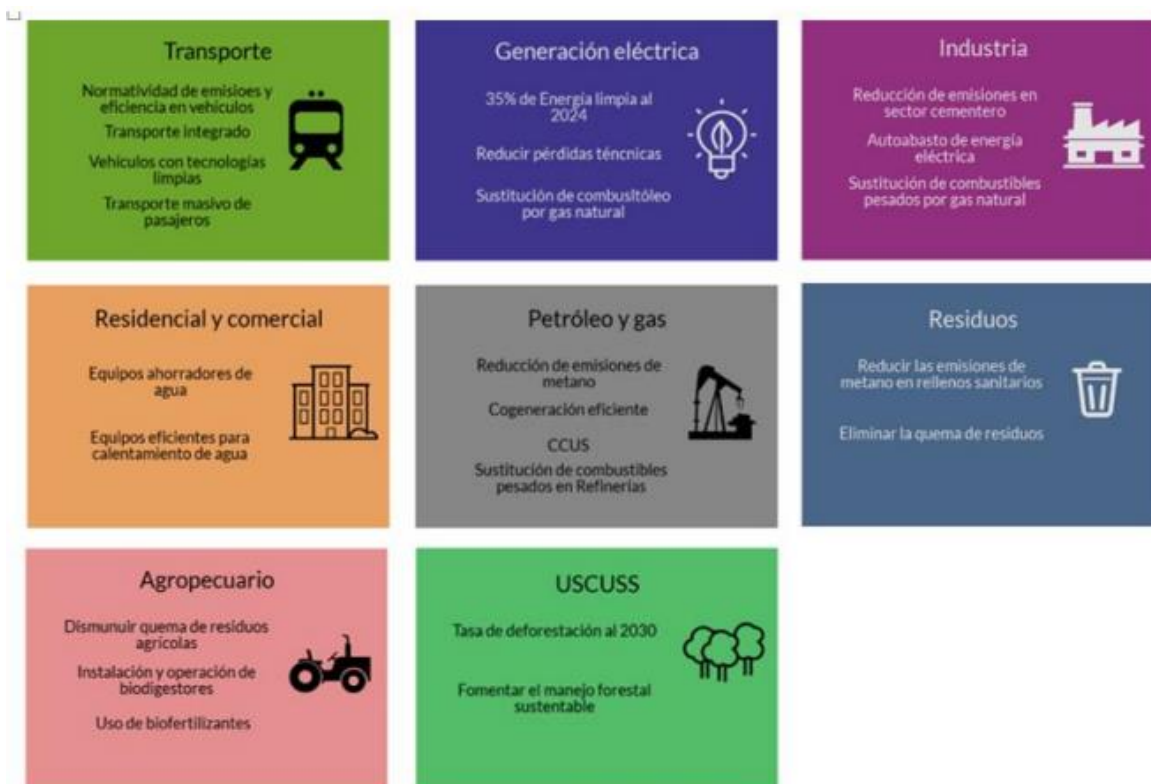 Transporte
Normatividad de emisioes y
eficiencia en vehículos
Transporte integrado
Vehículos con tecnologías
limpias
Transporte masivo de
pasajeros
Generación eléctrica
35% de Energía limpia al
2024
Reducir pérdidas téncnicas
Sustitución de combusitóleo
por gas natural
Industria
Reducción de emisiones en
sector cementero
Autoabasto de energía
eléctrica
Sustitución de combustibles
pesados por gas natural
Residencial y comercial
Equipos ahorradores de
agua
Equipos eficientes para
calentamiento de agua
Petróleo y gas
Reducción de emisiones de
metano
Cogeneración eficiente
CCUS
Sustitución de combustibles
pesados en Refinerías
Residuos
Reducir las emisiones de
metano en rellenos sanitarios
Eliminar la quema de residuos
Agropecuario
Dismunuir quema de residuos
agrícolas
Instalación y operación de
biodigestores
Uso de biofertilizantes
USCUSS
Tasa de deforestación al 2030
Fomentar el manejo forestal
sustentable